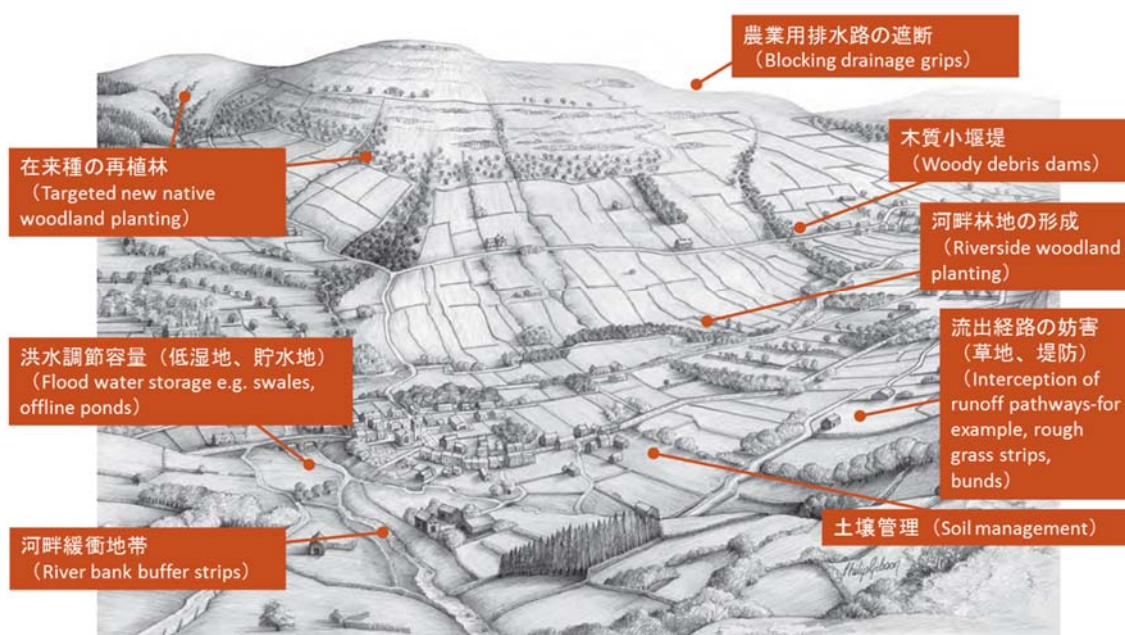 農業用排水路の遮断
（Blocking drainage grips）
在来種の再植林
（Targeted new native
woodland planting）
木質小堰堤
（Woody debris dams）
河畔林地の形成
（Riverside woodland
planting）
洪水調節容量（低湿地、貯水地）
（Flood water storage e.g. swales,
offline ponds）
流出経路の妨害
（草地、堤防）
（Interception of
runoff pathways-for
example, rough
grass strips,
bunds）
河畔緩衝地帯
（River bank buffer strips）
土壌管理（Soil management）